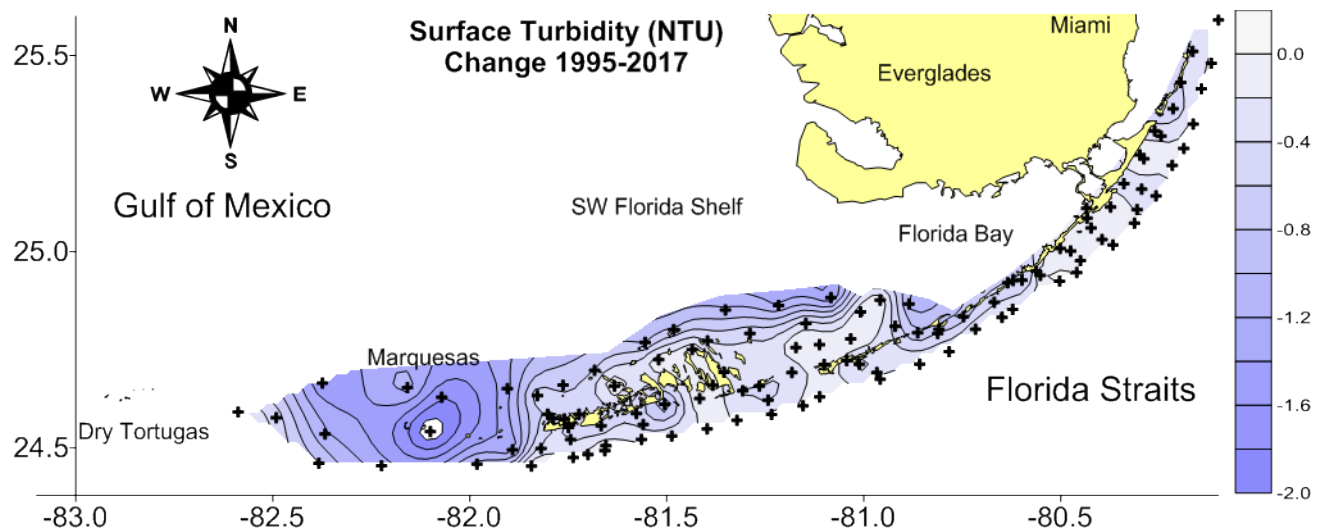 Surface Turbidity (NTU)
Change 1995-2017
Miami
N
W E
S
Everglades
Gulf of Mexico
SW Florida Shelf
Florida Bay
Marquesas
Florida Straits
Dry Tortugas
25.5
25.0
24.5
-83.0 -82.5 -82.0 -81.5 -81.0 -80.5
0.0
-0.4
-0.8
-1.2
-1.6
-2.0